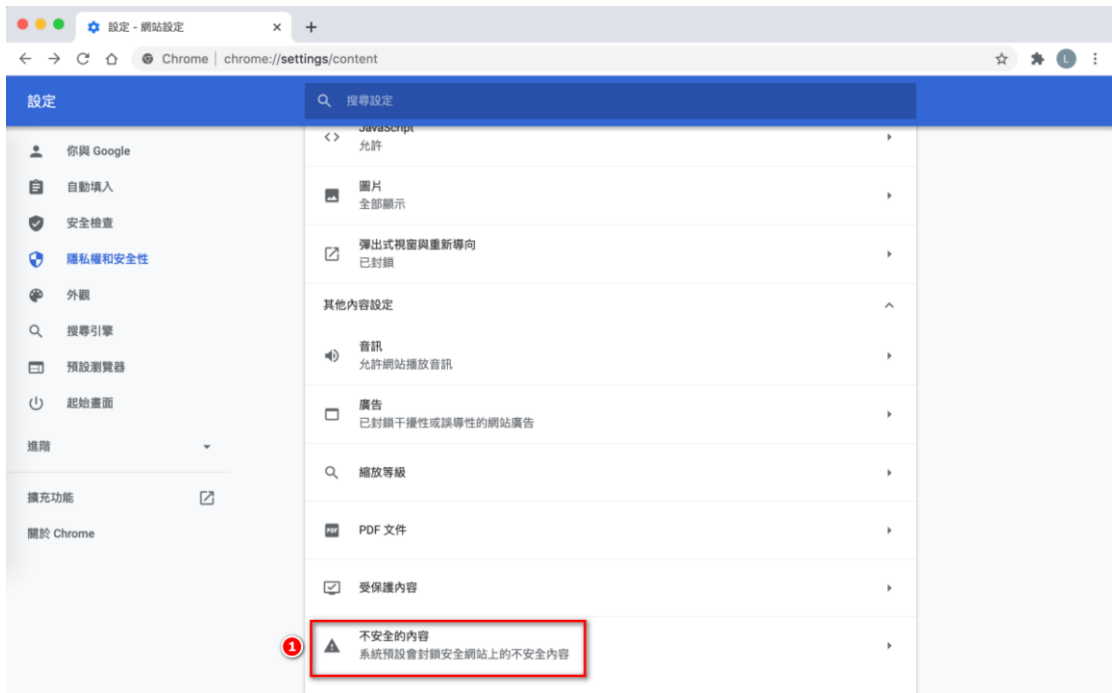 設定 - 網站設定
Chrome | chrome://settings/content
L
設定
搜尋設定
你與 Google
自動填入
安全檢查
隱私權和安全性
外觀
搜尋引擎
預設瀏覽器
起始畫面
進階
擴充功能
關於 Chrome
JavaScript
允許
圖片
全部顯示
彈出式視窗與重新導向
已封鎖
其他內容設定
音訊
允許網站播放音訊
廣告
已封鎖干擾性或誤導性的網站廣告
縮放等級
PDF
PDF 文件
受保護內容
1
不安全的內容
系統預設會封鎖安全網站上的不安全內容